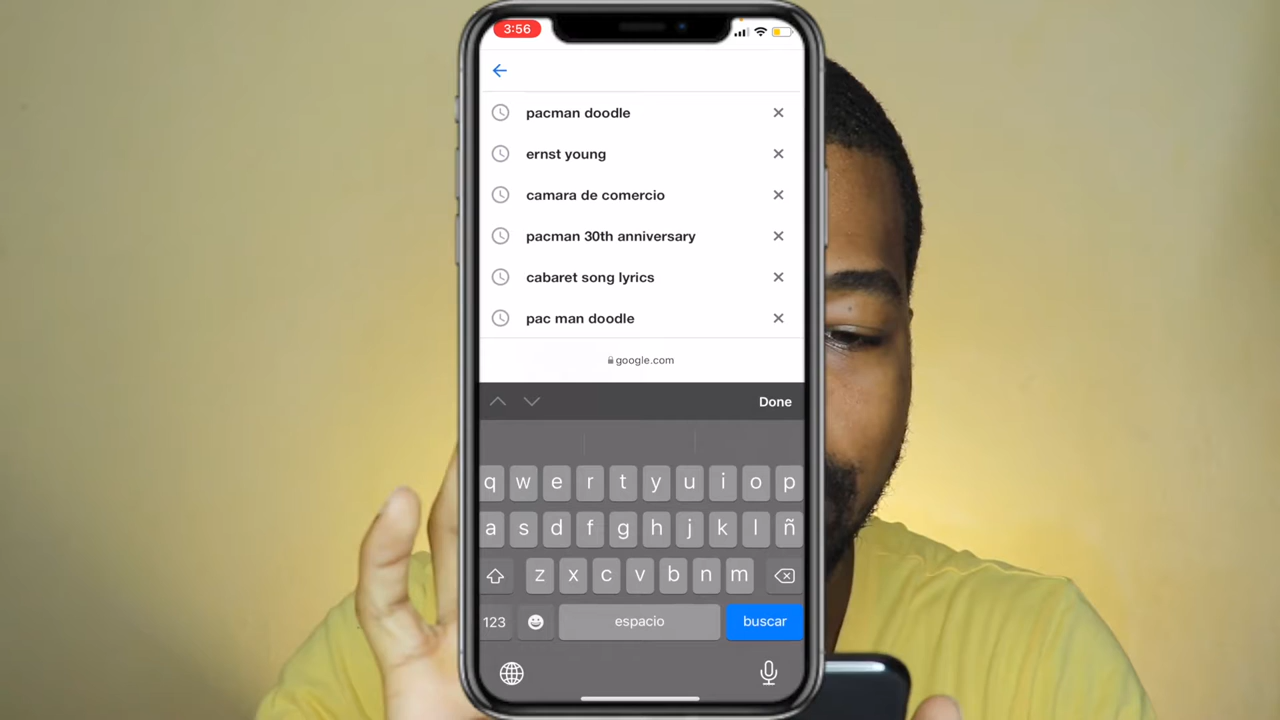 3:56
pacman doodle
ernst young
camara de comercio
pacman 30th anniversary
cabaret song lyrics
pac man doodle
google.com
Done
q w e r t y u i o p
a s d f g h j k l ñ
z x c v b n m
123 espacio buscar